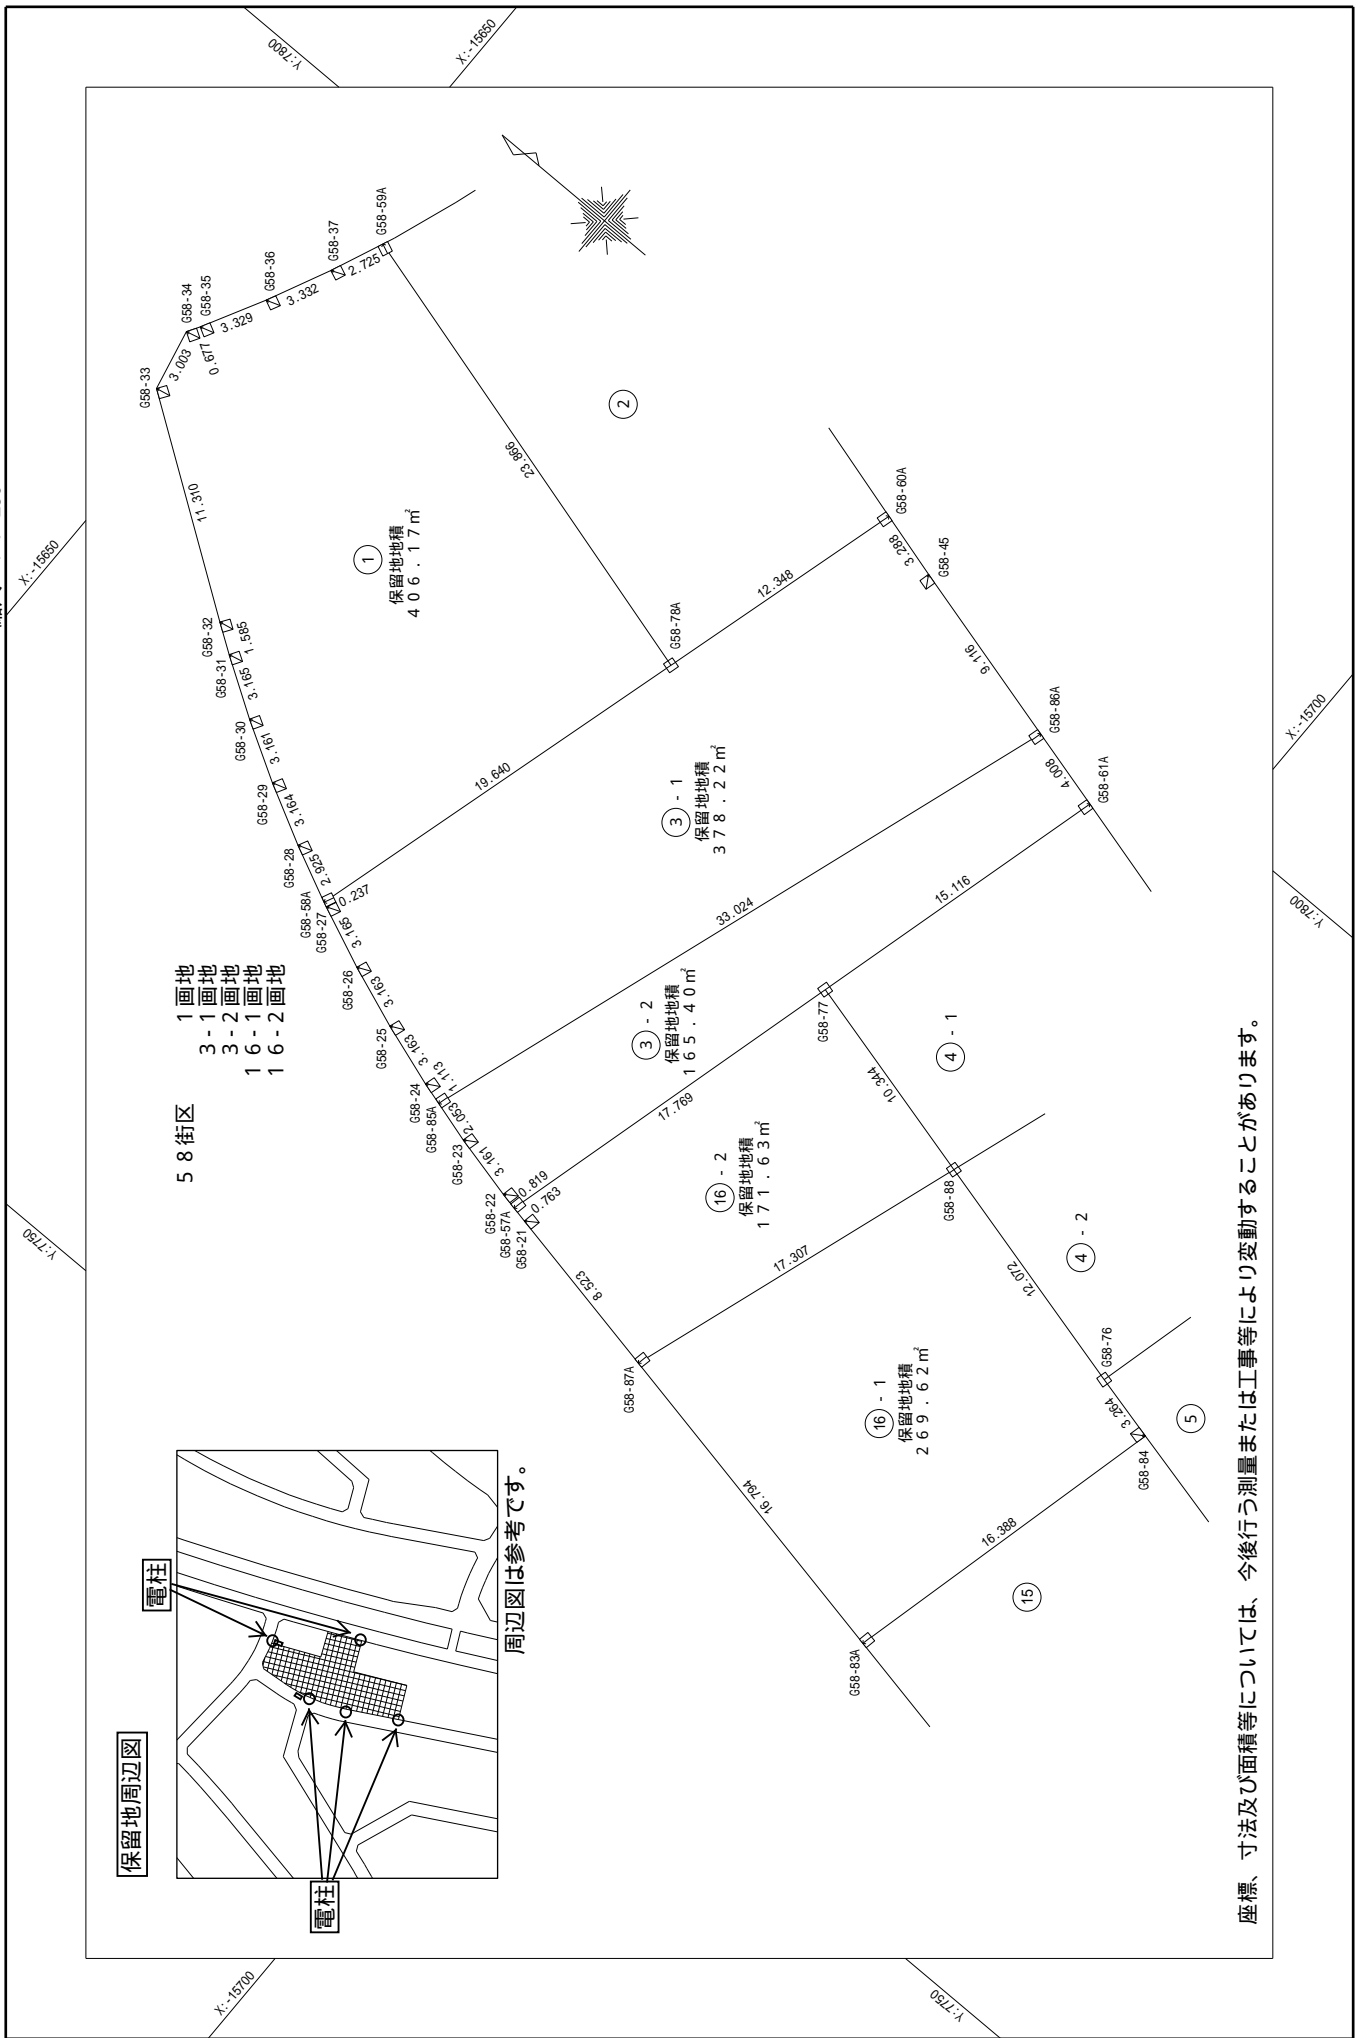 58街区
1画地
3-1画地
3-2画地
16-1画地
16-2画地
保留地周辺図
電柱
電柱
周辺図は参考です。
X:-15700
Y:7750
X:-15650
Y:7800
X:-15650
Y:7750
Y:7800
X:-15700
G58-33
G58-34
G58-35
G58-36
G58-37
G58-59A
3.003
0.677
3.329
3.332
2.725
11.310
23.866
G58-32
G58-31
G58-30
G58-29
G58-28
G58-58A
G58-27
G58-26
G58-25
G58-24
G58-85A
G58-23
G58-22
G58-57A
G58-21
1.585
3.165
3.161
3.164
2.925
0.237
3.165
3.163
3.163
1.113
2.053
3.161
0.819
0.763
8.523
1
保留地地積
406.17㎡
2
19.640
G58-78A
12.348
G58-60A
3.288
G58-45
9.116
G58-86A
4.008
G58-61A
3 - 1
保留地地積
378.22㎡
33.024
15.116
3 - 2
保留地地積
165.40㎡
17.769
G58-77
10.344
4 - 1
16 - 2
保留地地積
171.63㎡
17.307
G58-88
12.072
4 - 2
G58-87A
16 - 1
保留地地積
269.62㎡
G58-76
3.264
5
G58-84
16.794
16.388
15
G58-83A
座標、寸法及び面積等については、今後行う測量または工事等により変動することがあります。